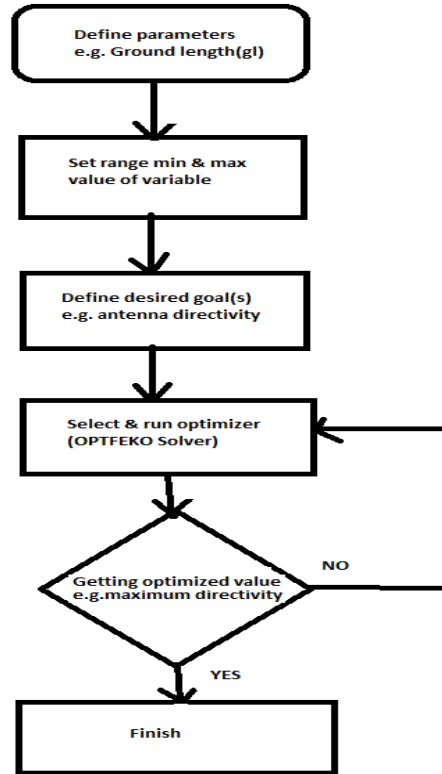 Define parameters
e.g. Ground length(gl)
Set range min & max
value of variable
Define desired goal(s)
e.g. antenna directivity
Select & run optimizer
(OPTFEKO Solver)
Getting optimized value
e.g.maximum directivity
NO
YES
Finish